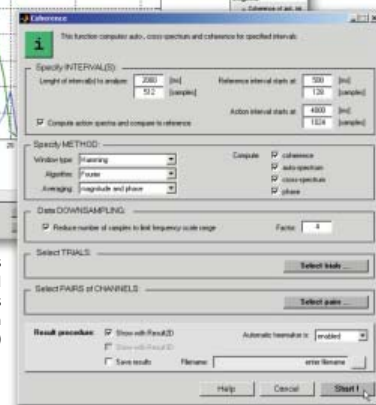 Coherence
This function computes auto-, cross-spectrum and coherence for specified intervals.
Specify INTERVAL(S):
Lenght of interval(s) to analyse: 2000 [ms]
512 [samples]
Reference interval starts at: 500 [ms]
128 [samples]
Action interval starts at: 4000 [ms]
1024 [samples]
Compute action spectra and compare to reference
Specify METHOD:
Window type: Hamming
Algorithm: Fourier
Averaging: magnitude and phase
Compute
coherence
auto-spectrum
cross-spectrum
phase
Data DOWNSAMPLING:
Reduce number of samples to limit frequency scale range
Factor: 4
Select TRIALS:
Select trials ...
Select PAIRS of CHANNELS:
Select pairs ...
Result procedure:
Show with Result2D
Save results
Filename:
enter filename
Automatic
is:
enabled
Help
Cancel
Start !